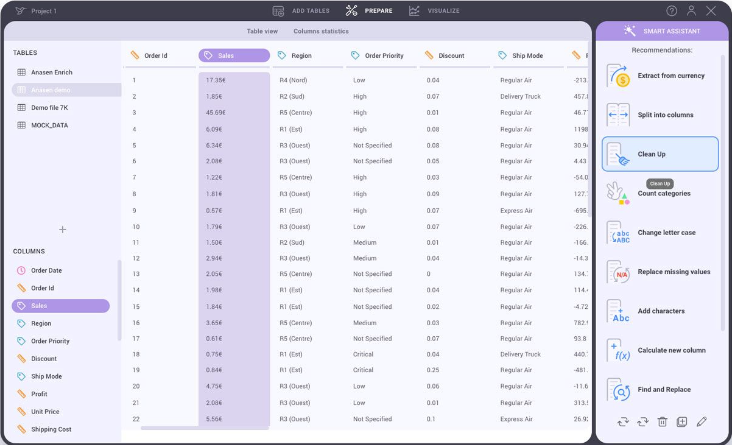 Project 1
ADD TABLES
PREPARE
VISUALIZE
Table view
Columns statistics
SMART ASSISTANT
TABLES
Anasen Enrich
Anasen demo
Demo file 7K
MOCK_DATA
+
COLUMNS
Order Date
Order Id
Sales
Region
Order Priority
Discount
Ship Mode
Profit
Unit Price
Shipping Cost
Order Id Sales Region Order Priority Discount Ship Mode
1 17.35€ R4 (Nord) Low 0.04 Regular Air -213.
2 1.85€ R2 (Sud) High 0.07 Delivery Truck 457.
3 45.69€ R5 (Centre) High 0.01 Regular Air 46.7
4 6.09€ R1 (Est) High 0.08 Regular Air 1198
5 8.34€ R3 (Ouest) Not Specified 0.08 Regular Air 30.9
6 2.08€ R3 (Ouest) Not Specified 0.05 Regular Air 4.43
7 1.22€ R5 (Centre) High 0.03 Regular Air -54.0
8 1.81€ R3 (Ouest) High 0.09 Regular Air 127.
9 0.57€ R1 (Est) High 0.07 Express Air -695.
10 1.79€ R3 (Ouest) Low 0.07 Regular Air -226.
11 1.50€ R2 (Sud) Medium 0.01 Regular Air -166.
12 2.94€ R3 (Ouest) Medium 0.04 Regular Air -14.3
13 2.05€ R5 (Centre) Not Specified 0 Regular Air 134.
14 1.98€ R1 (Est) Not Specified 0.04 Regular Air 114.
15 1.84€ R1 (Est) Not Specified 0.02 Regular Air -4.72
16 3.65€ R5 (Centre) Medium 0.03 Regular Air 782.
17 0.61€ R5 (Centre) Not Specified 0.06 Regular Air 93.8
18 0.75€ R1 (Est) Critical 0.04 Delivery Truck 440.
19 0.84€ R1 (Est) Critical 0.25 Regular Air -481.
20 4.75€ R3 (Ouest) Low 0.06 Regular Air -11.6
21 2.08€ R3 (Ouest) Low 0.04 Regular Air 313.
22 5.56€ R3 (Ouest) Not Specified 0.1 Express Air 26.9
Recommendations:
Extract from currency
Split into columns
Clean Up
Clean Up
Count categories
Change letter case
abc
ABC
Replace missing values
N/A
Add characters
Abc
Calculate new column
f(x)
Find and Replace